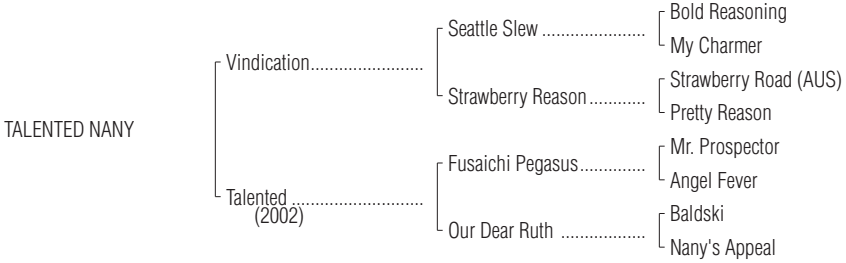 Bold Reasoning
Seattle Slew ......................
My Charmer
Vindication........................
Strawberry Road (AUS)
Strawberry Reason............
Pretty Reason
TALENTED NANY
Mr. Prospector
Fusaichi Pegasus..............
Angel Fever
Talented ............................
(2002)
Baldski
Our Dear Ruth ..................
Nany's Appeal